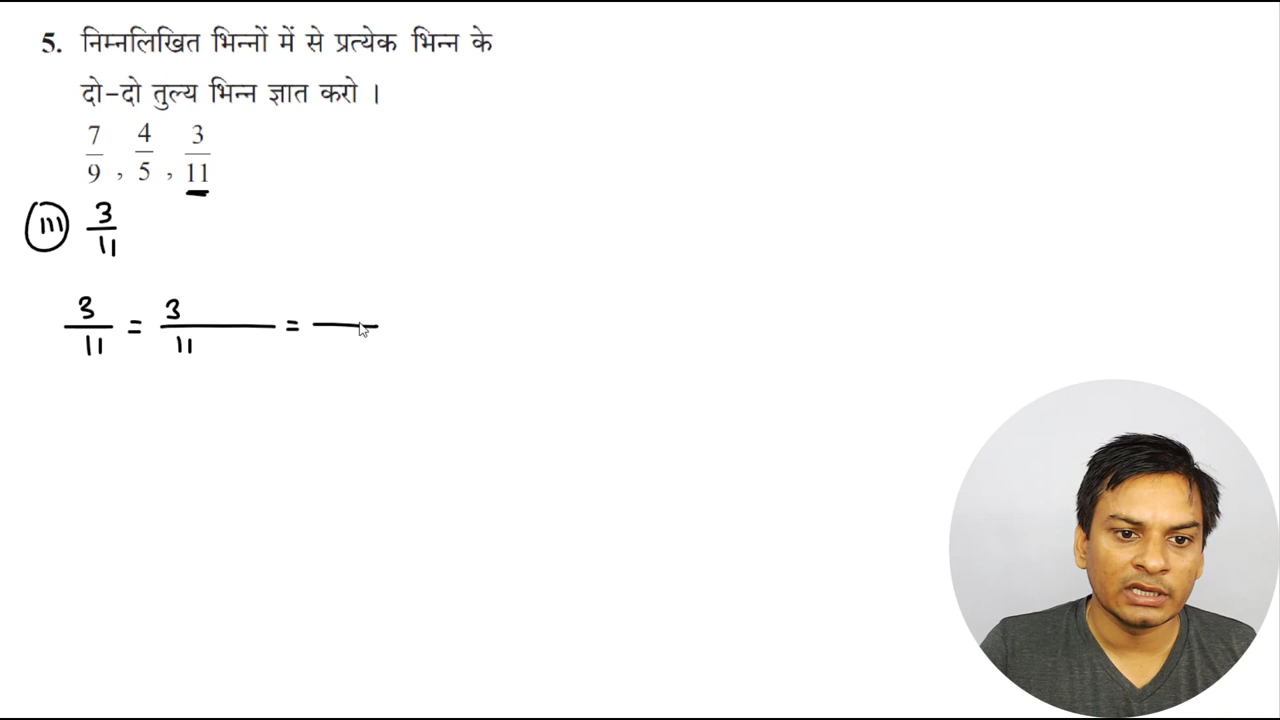 5. निम्नलिखित भिन्नों में से प्रत्येक भिन्न के
दो-दो तुल्य भिन्न ज्ञात करो ।
7/9 , 4/5 , 3/11
(III) 3/11
3/11 = 3/11 =